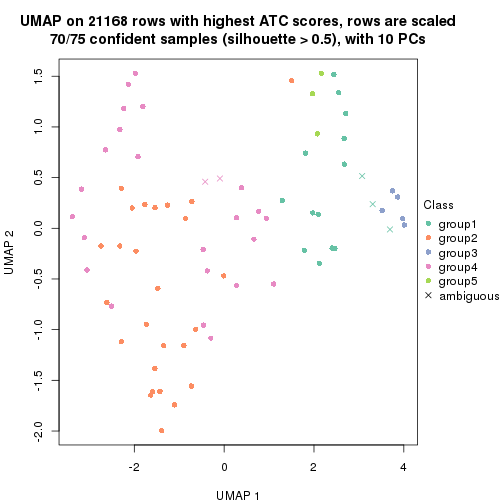 UMAP on 21168 rows with highest ATC scores, rows are scaled
70/75 confident samples (silhouette > 0.5), with 10 PCs
1.5
1.0
0.5
0.0
-0.5
-1.0
-1.5
-2.0
UMAP 2
-2
0
2
4
UMAP 1
Class
group1
group2
group3
group4
group5
ambiguous